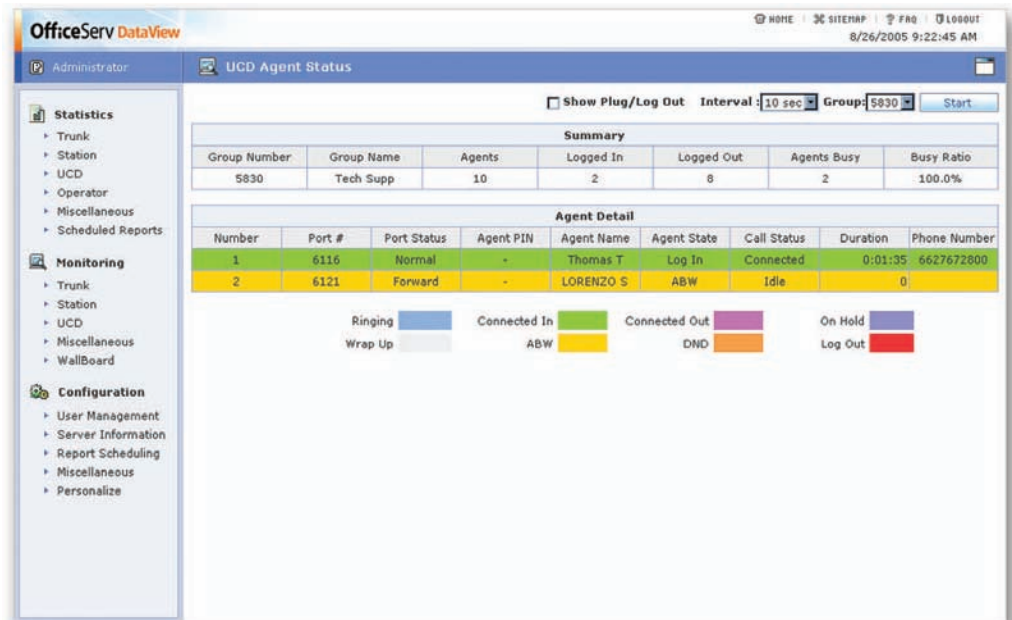 OfficeServ DataView
HOME | SITEMAP | FAQ | LOGOUT
8/26/2005 9:22:45 AM
Administrator
UCD Agent Status
Statistics
Trunk
Station
UCD
Operator
Miscellaneous
Scheduled Reports
Monitoring
Trunk
Station
UCD
Miscellaneous
WallBoard
Configuration
User Management
Server Information
Report Scheduling
Miscellaneous
Personalize
Show Plug/Log Out Interval : 10 sec Group: 5830 Start
Summary
Group Number Group Name Agents Logged In Logged Out Agents Busy Busy Ratio
5830 Tech Supp 10 2 8 2 100.0%
Agent Detail
Number Port # Port Status Agent PIN Agent Name Agent State Call Status Duration Phone Number
1 6116 Normal - Thomas T Log In Connected 0:01:35 6627672800
2 6121 Forward - LORENZO S ABW Idle 0
Ringing Connected In Connected Out On Hold
Wrap Up ABW DND Log Out